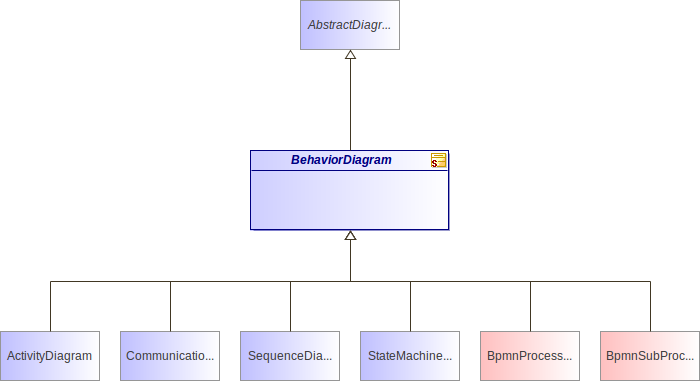 AbstractDiagr...
BehaviorDiagram
$
ActivityDiagram
Communicatio...
SequenceDia...
StateMachine...
BpmnProcess...
BpmnSubProc...